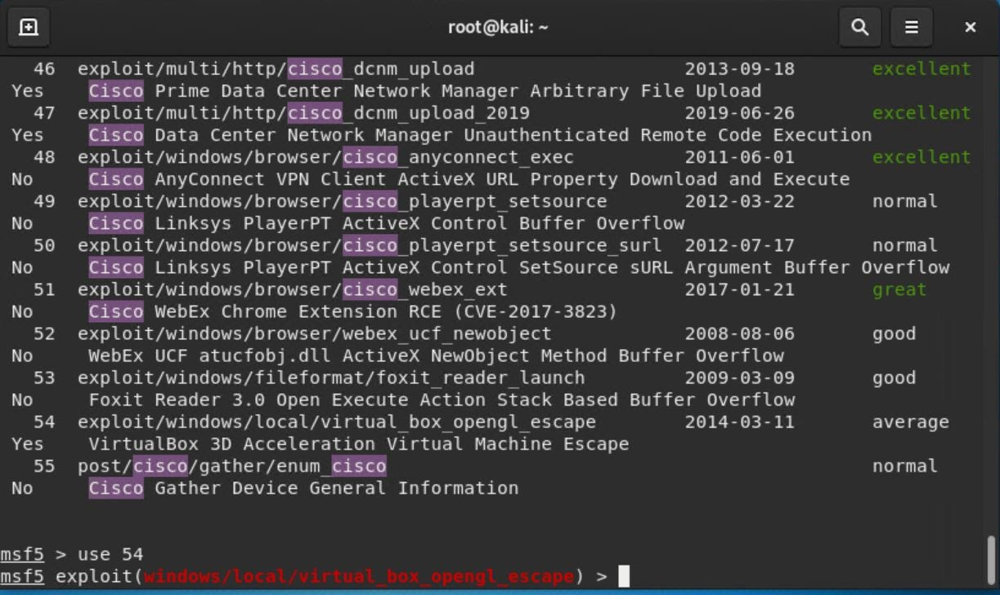 root@kali: ~
46 exploit/multi/http/cisco_dcnm_upload 2013-09-18 excellent
Yes Cisco Prime Data Center Network Manager Arbitrary File Upload
47 exploit/multi/http/cisco_dcnm_upload_2019 2019-06-26 excellent
Yes Cisco Data Center Network Manager Unauthenticated Remote Code Execution
48 exploit/windows/browser/cisco_anyconnect_exec 2011-06-01 excellent
No Cisco AnyConnect VPN Client ActiveX URL Property Download and Execute
49 exploit/windows/browser/cisco_playerpt_setsource 2012-03-22 normal
No Cisco Linksys PlayerPT ActiveX Control Buffer Overflow
50 exploit/windows/browser/cisco_playerpt_setsource_surl 2012-07-17 normal
No Cisco Linksys PlayerPT ActiveX Control SetSource sURL Argument Buffer Overflow
51 exploit/windows/browser/cisco_webex_ext 2017-01-21 great
No Cisco WebEx Chrome Extension RCE (CVE-2017-3823)
52 exploit/windows/browser/webex_ucf_newobject 2008-08-06 good
No WebEx UCF atucfobj.dll ActiveX NewObject Method Buffer Overflow
53 exploit/windows/fileformat/foxit_reader_launch 2009-03-09 good
No Foxit Reader 3.0 Open Execute Action Stack Based Buffer Overflow
54 exploit/windows/local/virtual_box_opengl_escape 2014-03-11 average
Yes VirtualBox 3D Acceleration Virtual Machine Escape
55 post/cisco/gather/enum_cisco normal
No Cisco Gather Device General Information
msf5 > use 54
msf5 exploit(windows/local/virtual_box_opengl_escape) >